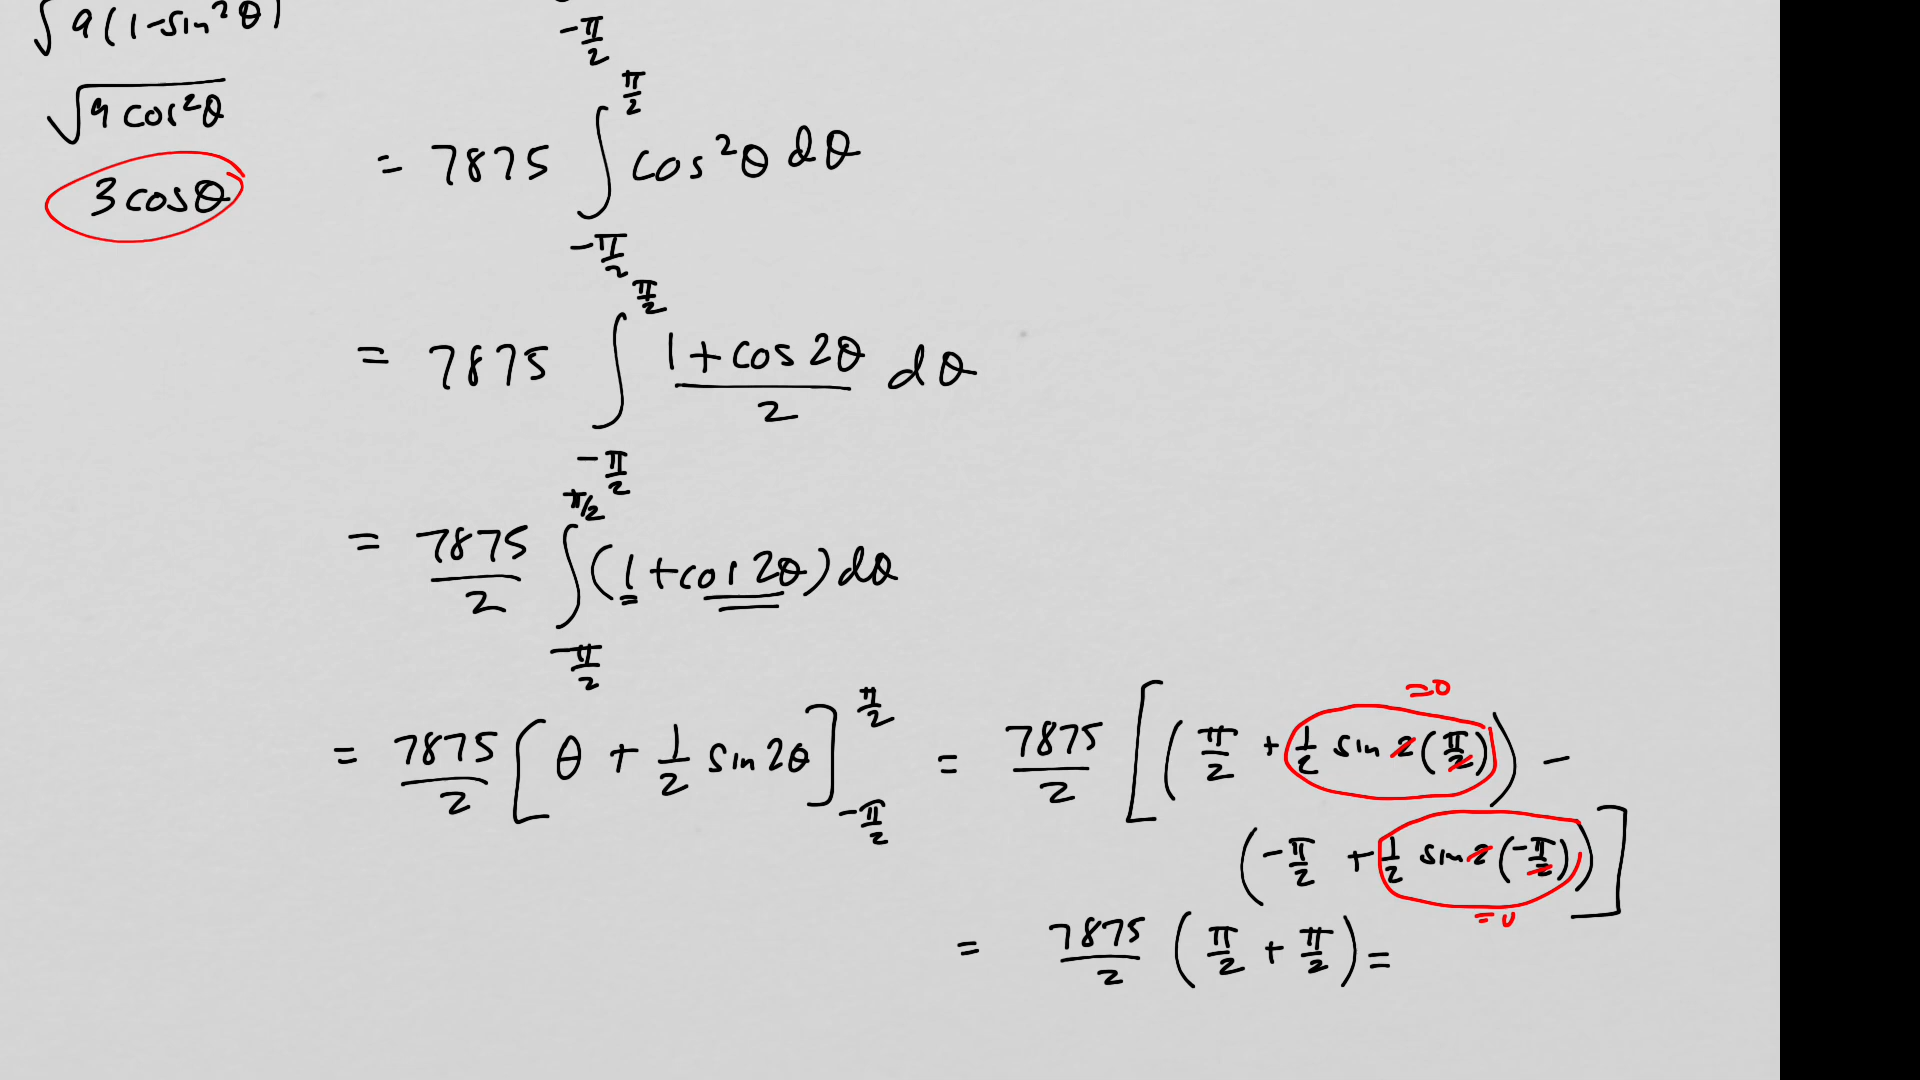 √9(1-sin²θ)
√9cos²θ
3cosθ
-π/2
= 7875 ∫_{-π/2}^{π/2} cos²θ dθ
= 7875 ∫_{-π/2}^{π/2} (1+cos 2θ)/2 dθ
= 7875/2 ∫_{-π/2}^{π/2} (1+cos 2θ)dθ
= 7875/2 [θ + 1/2 sin 2θ]_{-π/2}^{π/2} = 7875/2 [(π/2 + 1/2 sin 2(π/2)) -
=0
(-π/2 + 1/2 sin 2(-π/2))]
=0
= 7875/2 (π/2 + π/2) =